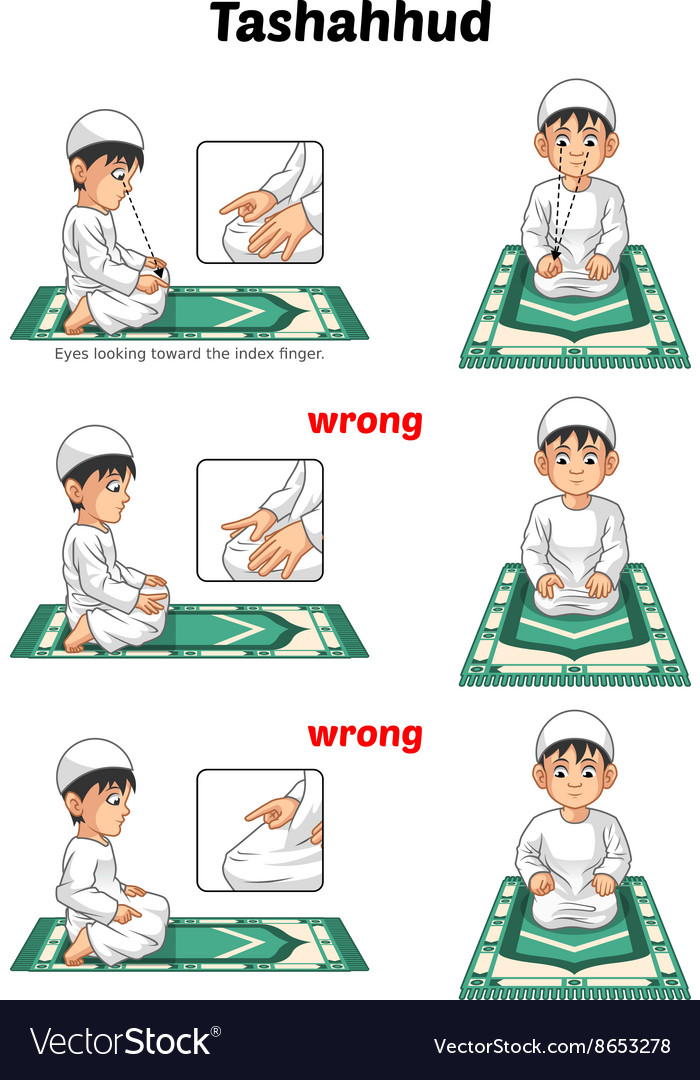 Tashahhud
Eyes looking toward the index finger.
wrong
wrong
VectorStock®
VectorStock.com/8653278